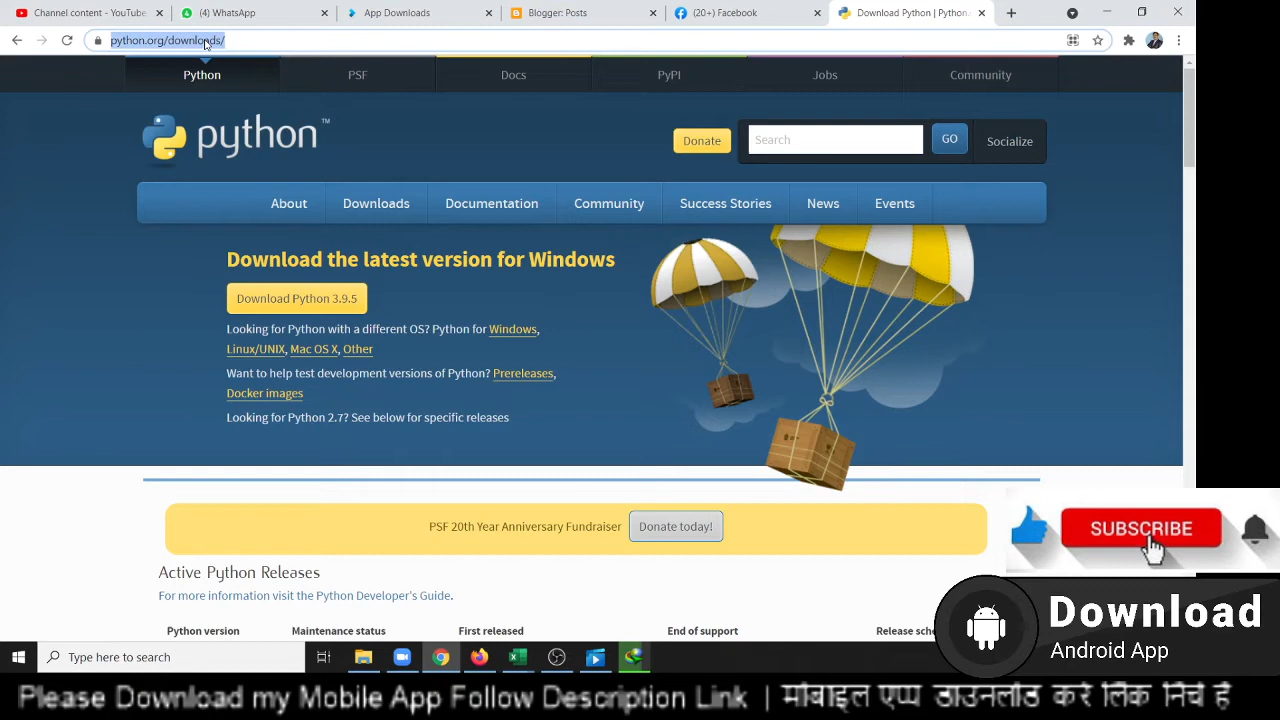 Channel content - YouTube
(4) WhatsApp
App Downloads
Blogger: Posts
(20+) Facebook
Download Python | Python.
python.org/downloads/
Python
PSF
Docs
PyPI
Jobs
Community
python™
Donate
Search
GO
Socialize
About
Downloads
Documentation
Community
Success Stories
News
Events
Download the latest version for Windows
Download Python 3.9.5
Looking for Python with a different OS? Python for Windows,
Linux/UNIX, Mac OS X, Other
Want to help test development versions of Python? Prereleases,
Docker images
Looking for Python 2.7? See below for specific releases
PSF 20th Year Anniversary Fundraiser
Donate today!
SUBSCRIBE
Active Python Releases
For more information visit the Python Developer's Guide.
Python version
Maintenance status
First released
End of support
Release
Download
Android App
Type here to search
Please Download my Mobile App Follow Description Link | मोबाइल एप्प डाउनलोड करे लिंक निचे है